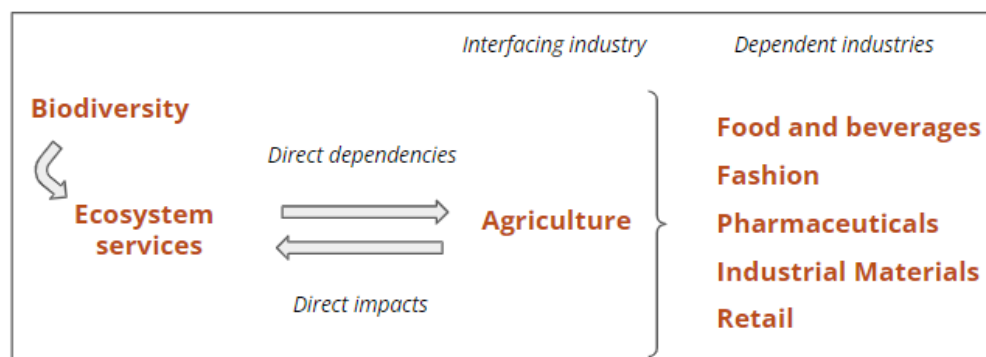 Interfacing industry
Dependent industries
Biodiversity
Direct dependencies
Ecosystem
services
Agriculture
Direct impacts
Food and beverages
Fashion
Pharmaceuticals
Industrial Materials
Retail